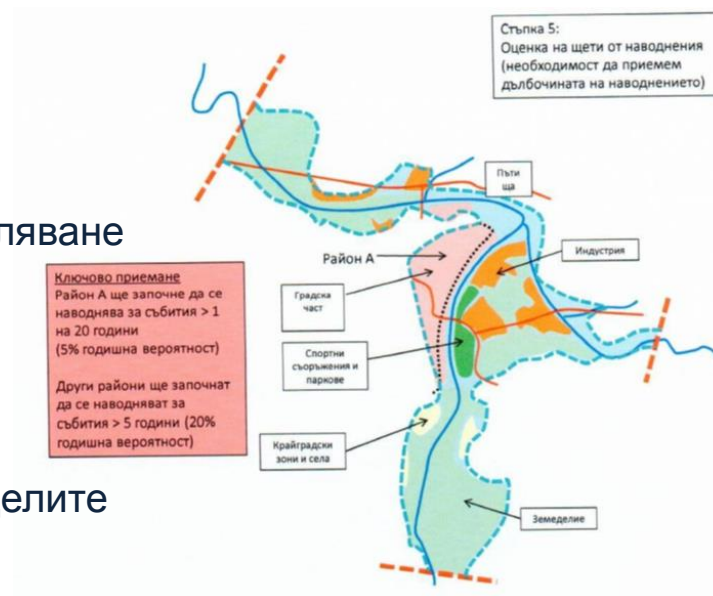 Стъпка 5:
Оценка на щети от наводнения
(необходимост да приемем
дълбочината на наводнението)
Пъти
ща
ляване
Район А
Индустрия
Ключово приемане
Район А ще започне да се
наводнява за събития > 1
на 20 години
(5% годишна вероятност)
Други райони ще започнат
да се наводняват за
събития > 5 години (20%
годишна вероятност)
Градска
част
Спортни
съоръжения и
паркове
Крайградски
зони и села
елите
Земеделие